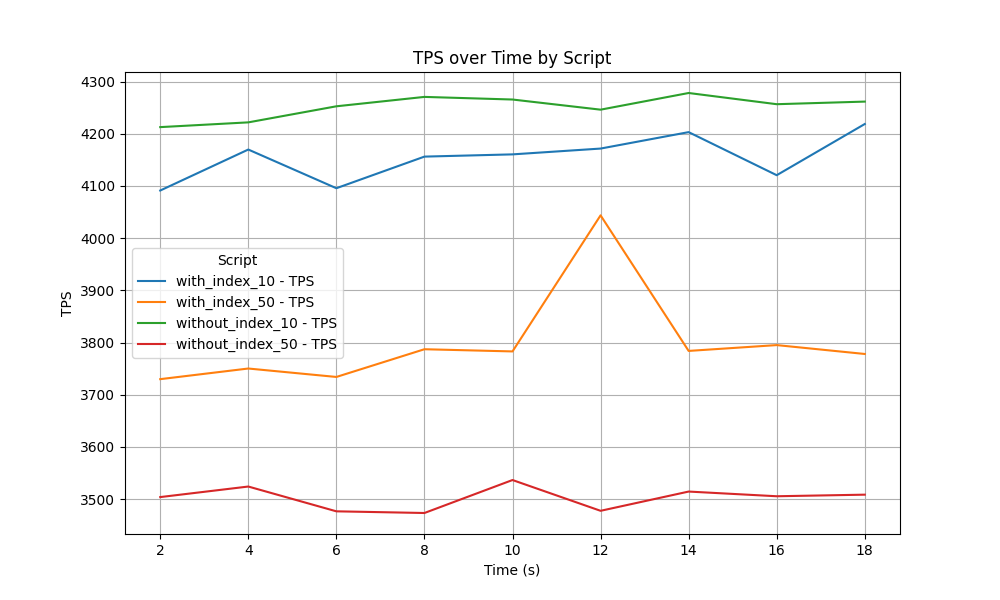 TPS over Time by Script
4300
4200
4100
4000
3900
3800
3700
3600
3500
TPS
Script
with_index_10 - TPS
with_index_50 - TPS
without_index_10 - TPS
without_index_50 - TPS
2 4 6 8 10 12 14 16 18
Time (s)